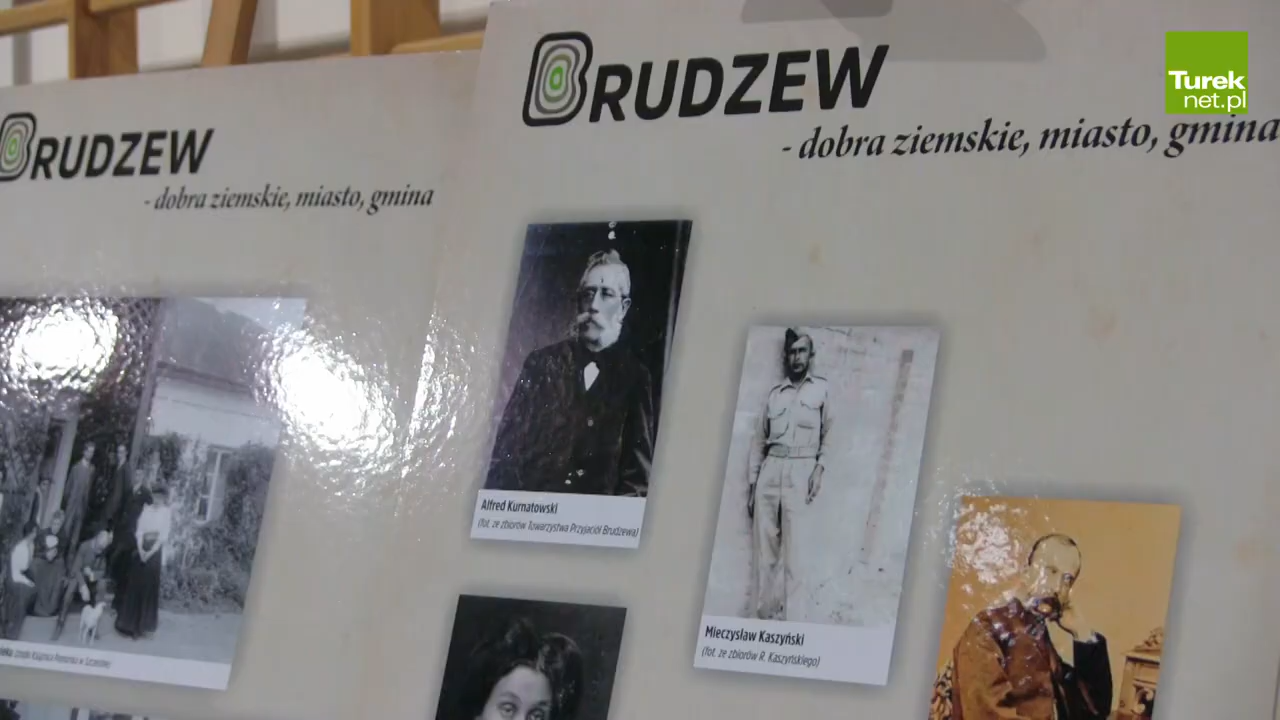 BRUDZEW
- dobra ziemskie, miasto, gmina
BRUDZEW
- dobra ziemskie, miasto, gmina
Turek
net.pl
Alfred Kurnatowski
(fot. ze zbiorów Towarzystwa Przyjaciół Brudzewa)
Mieczysław Kaszyński
(fot. ze zbiorów R. Kaszyńskiego)